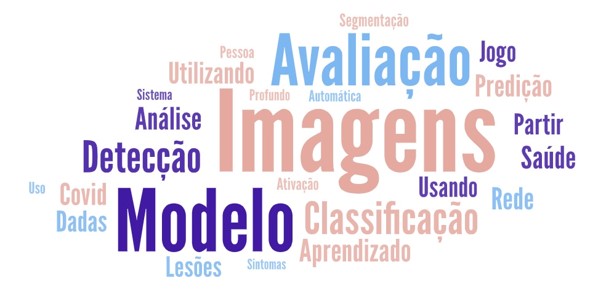 Segmentação
Pessoa
Avaliação
Jogo
Utilizando
Predição
Sistema
Profundo
Automática
Imagens
Análise
Partir
Detecção
Saúde
Uso
Covid
Ativação
Usando
Rede
Dadas
Modelo
Classificação
Aprendizado
Lesões
Sintomas